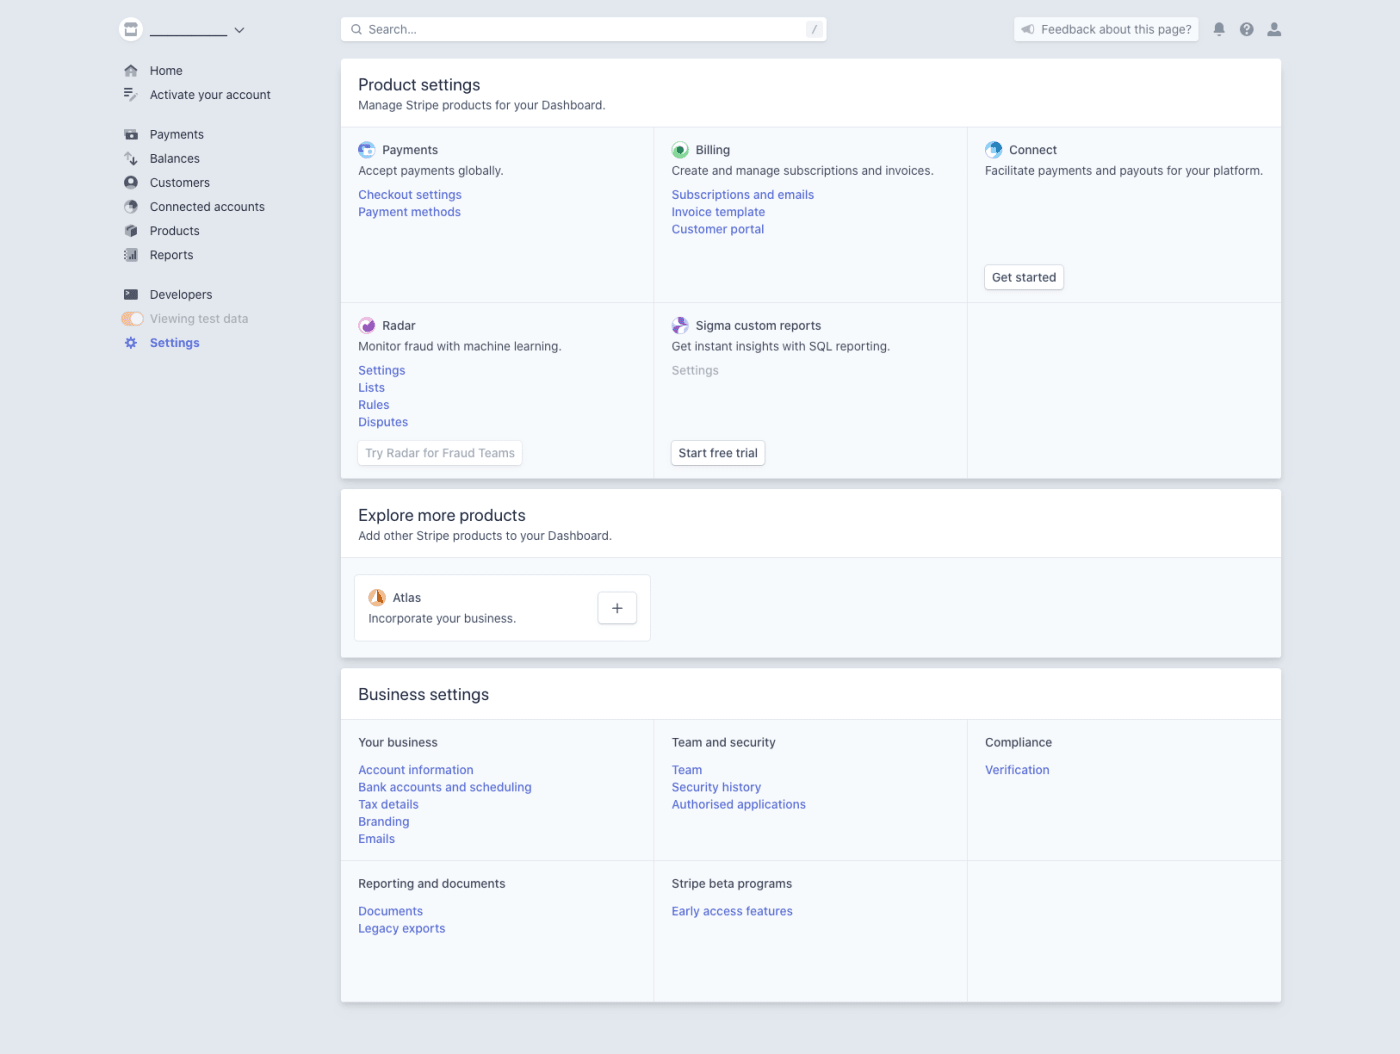 Search...
/
Feedback about this page?
Home
Activate your account
Payments
Balances
Customers
Connected accounts
Products
Reports
Developers
Viewing test data
Settings
Product settings
Manage Stripe products for your Dashboard.
Payments
Accept payments globally.
Checkout settings
Payment methods
Billing
Create and manage subscriptions and invoices.
Subscriptions and emails
Invoice template
Customer portal
Connect
Facilitate payments and payouts for your platform.
Get started
Radar
Monitor fraud with machine learning.
Settings
Lists
Rules
Disputes
Try Radar for Fraud Teams
Sigma custom reports
Get instant insights with SQL reporting.
Settings
Start free trial
Explore more products
Add other Stripe products to your Dashboard.
Atlas
Incorporate your business.
Business settings
Your business
Account information
Bank accounts and scheduling
Tax details
Branding
Emails
Team and security
Team
Security history
Authorised applications
Compliance
Verification
Reporting and documents
Documents
Legacy exports
Stripe beta programs
Early access features